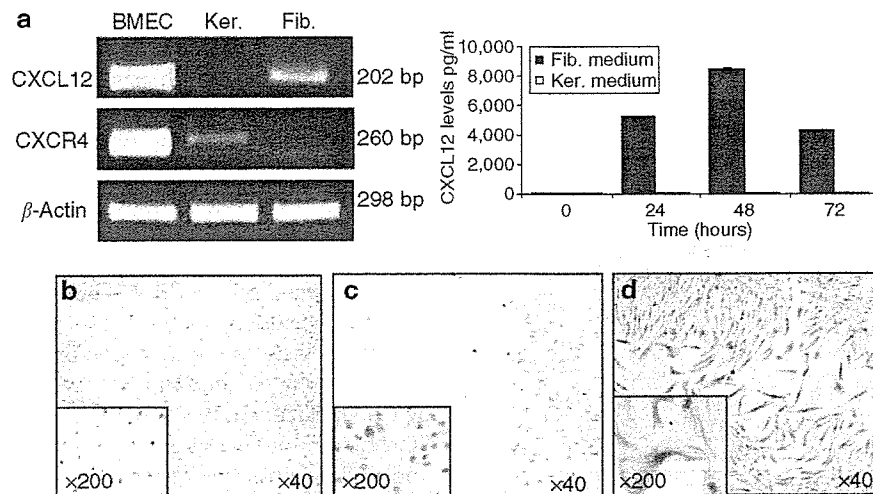 a
BMEC Ker. Fib.
CXCL12 202 bp
CXCR4 260 bp
β-Actin 298 bp
CXCL12 levels pg/ml
10,000
8,000
6,000
4,000
2,000
0
Fib. medium
Ker. medium
0 24 48 72
Time (hours)
b
×200 ×40
c
×200 ×40
d
×200 ×40